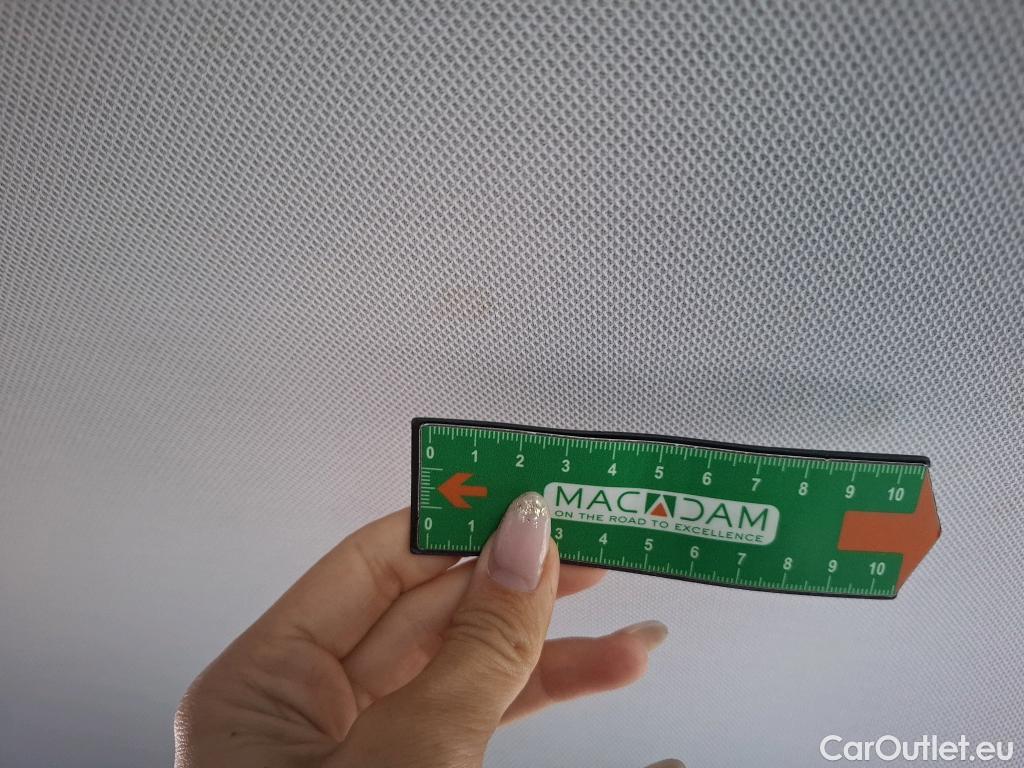 0 1 2 3 4 5 6 7 8 9 10
MACADAM
ON THE ROAD TO EXCELLENCE
0 1 3 4 5 6 7 8 9 10
CarOutlet.eu